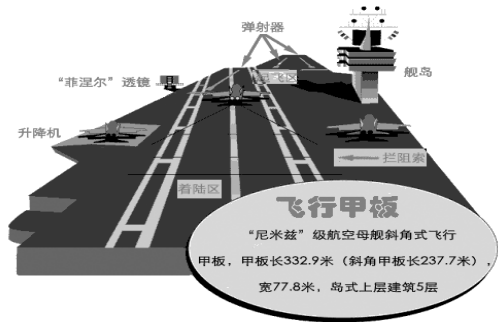 弹射器
“菲涅尔”透镜
舰岛
起飞区
升降机
拦阻索
着陆区
飞行甲板
“尼米兹”级航空母舰斜角式飞行
甲板，甲板长332.9米（斜角甲板长237.7米），
宽77.8米，岛式上层建筑5层